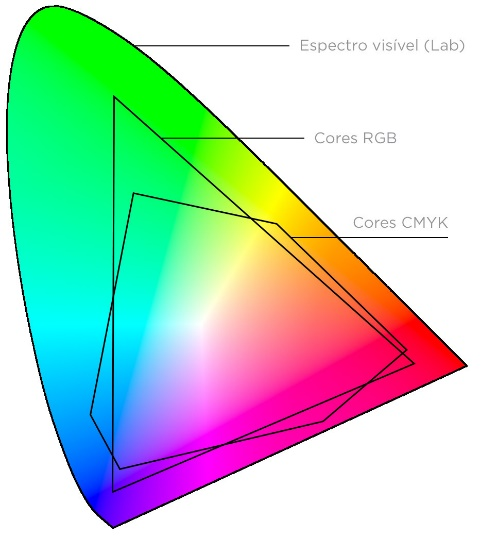 Espectro visível (Lab)
Cores RGB
Cores CMYK